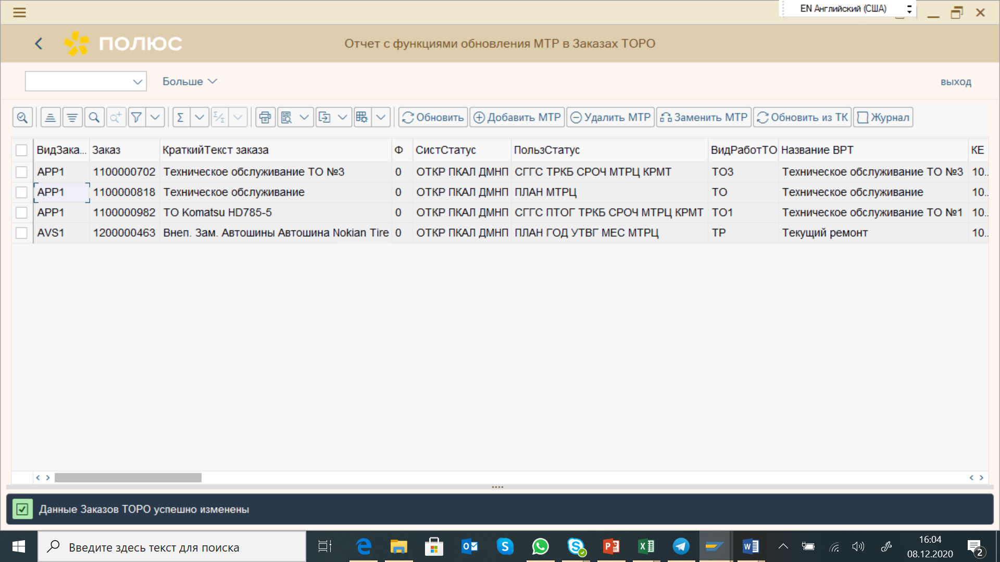 EN Английский (США)
ПОЛЮС
Отчет с функциями обновления МТР в Заказах ТОРО
Больше
выход
Обновить Добавить МТР Удалить МТР Заменить МТР Обновить из ТК Журнал
ВидЗака... Заказ КраткийТекст заказа Ф СистСтатус ПользСтатус ВидРаботТО Название ВРТ КЕ
APP1 1100000702 Техническое обслуживание ТО №3 0 ОТКР ПКАЛ ДМНП СГГС ТРКБ СРОЧ МТРЦ КРМТ ТО3 Техническое обслуживание ТО №3 10..
APP1 1100000818 Техническое обслуживание 0 ОТКР ПКАЛ ДМНП ПЛАН МТРЦ ТО Техническое обслуживание 10..
APP1 1100000982 ТО Komatsu HD785-5 0 ОТКР ПКАЛ ДМНП СГГС ПТОГ ТРКБ СРОЧ МТРЦ КРМТ ТО1 Техническое обслуживание ТО №1 10..
AVS1 1200000463 Внеп. Зам. Автошины Автошина Nokian Tire 0 ОТКР ПКАЛ ДМНП ПЛАН ГОД УТВГ МЕС МТРЦ ТР Текущий ремонт 10..
Данные Заказов ТОРО успешно изменены
Введите здесь текст для поиска
16:04
08.12.2020
2